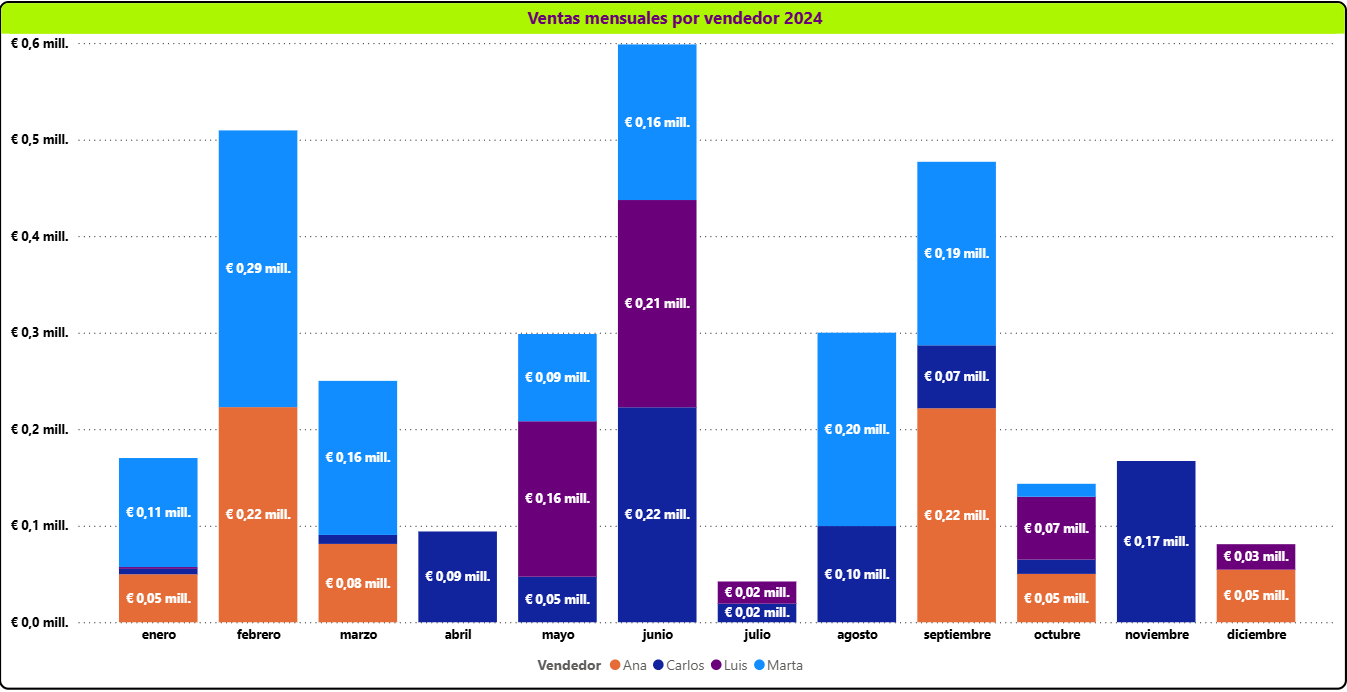 Ventas mensuales por vendedor 2024
€ 0,6 mill.
€ 0,5 mill.
€ 0,4 mill.
€ 0,3 mill.
€ 0,2 mill.
€ 0,1 mill.
€ 0,0 mill.
€ 0,11 mill.
€ 0,05 mill.
€ 0,29 mill.
€ 0,22 mill.
€ 0,16 mill.
€ 0,08 mill.
€ 0,09 mill.
€ 0,09 mill.
€ 0,16 mill.
€ 0,05 mill.
€ 0,16 mill.
€ 0,21 mill.
€ 0,22 mill.
€ 0,02 mill.
€ 0,02 mill.
€ 0,20 mill.
€ 0,10 mill.
€ 0,19 mill.
€ 0,07 mill.
€ 0,22 mill.
€ 0,07 mill.
€ 0,05 mill.
€ 0,17 mill.
€ 0,03 mill.
€ 0,05 mill.
enero febrero marzo abril mayo junio julio agosto septiembre octubre noviembre diciembre
Vendedor Ana Carlos Luis Marta